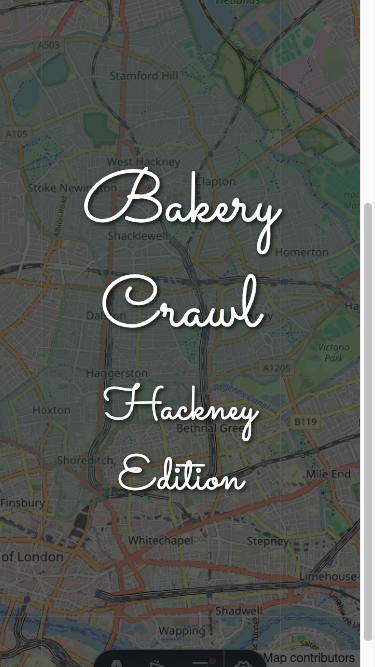 Wetlands
A503
Stamford Hill
A105
West Hackney
Clapton
Stoke Newington
Bakery
Shacklewell
Homerton
Crawl
Victoria
Park
A1205
Haggerston
Hackney
Hoxton
B119
Bethnal Green
Shoreditch
Edition
Mile End
Finsbury
Whitechapel
Stepney
of London
Limehouse
Shadwell
Wapping
Map contributors